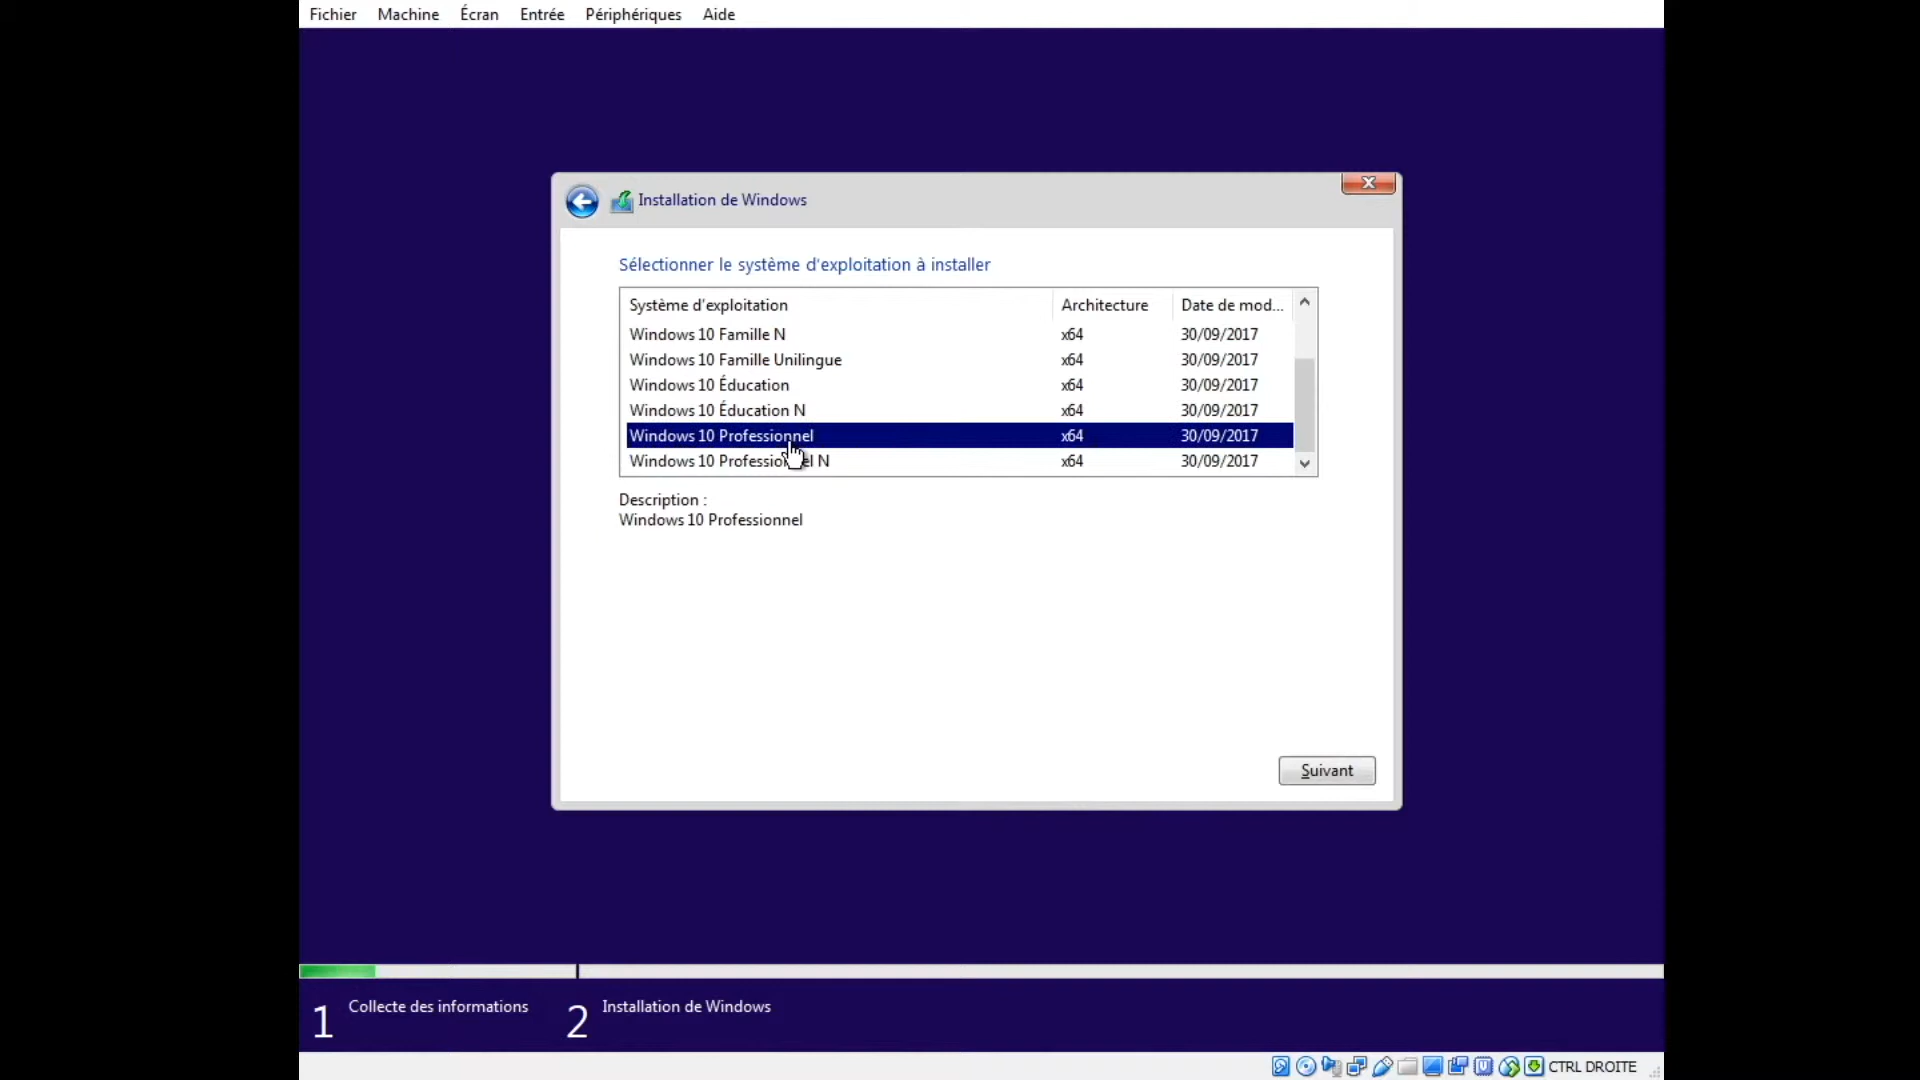 Fichier Machine Écran Entrée Périphériques Aide
Installation de Windows
Sélectionner le système d'exploitation à installer
Système d'exploitation Architecture Date de mod...
Windows 10 Famille N x64 30/09/2017
Windows 10 Famille Unilingue x64 30/09/2017
Windows 10 Éducation x64 30/09/2017
Windows 10 Éducation N x64 30/09/2017
Windows 10 Professionnel x64 30/09/2017
Windows 10 Professionnel N x64 30/09/2017
Description :
Windows 10 Professionnel
Suivant
1 Collecte des informations 2 Installation de Windows
CTRL DROITE